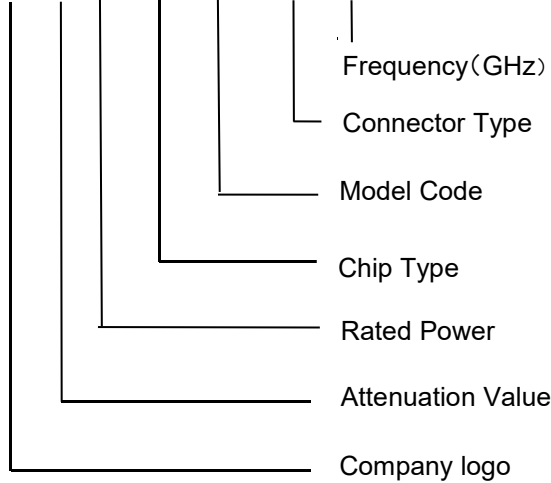 Frequency（GHz）
Connector Type
Model Code
Chip Type
Rated Power
Attenuation Value
Company logo